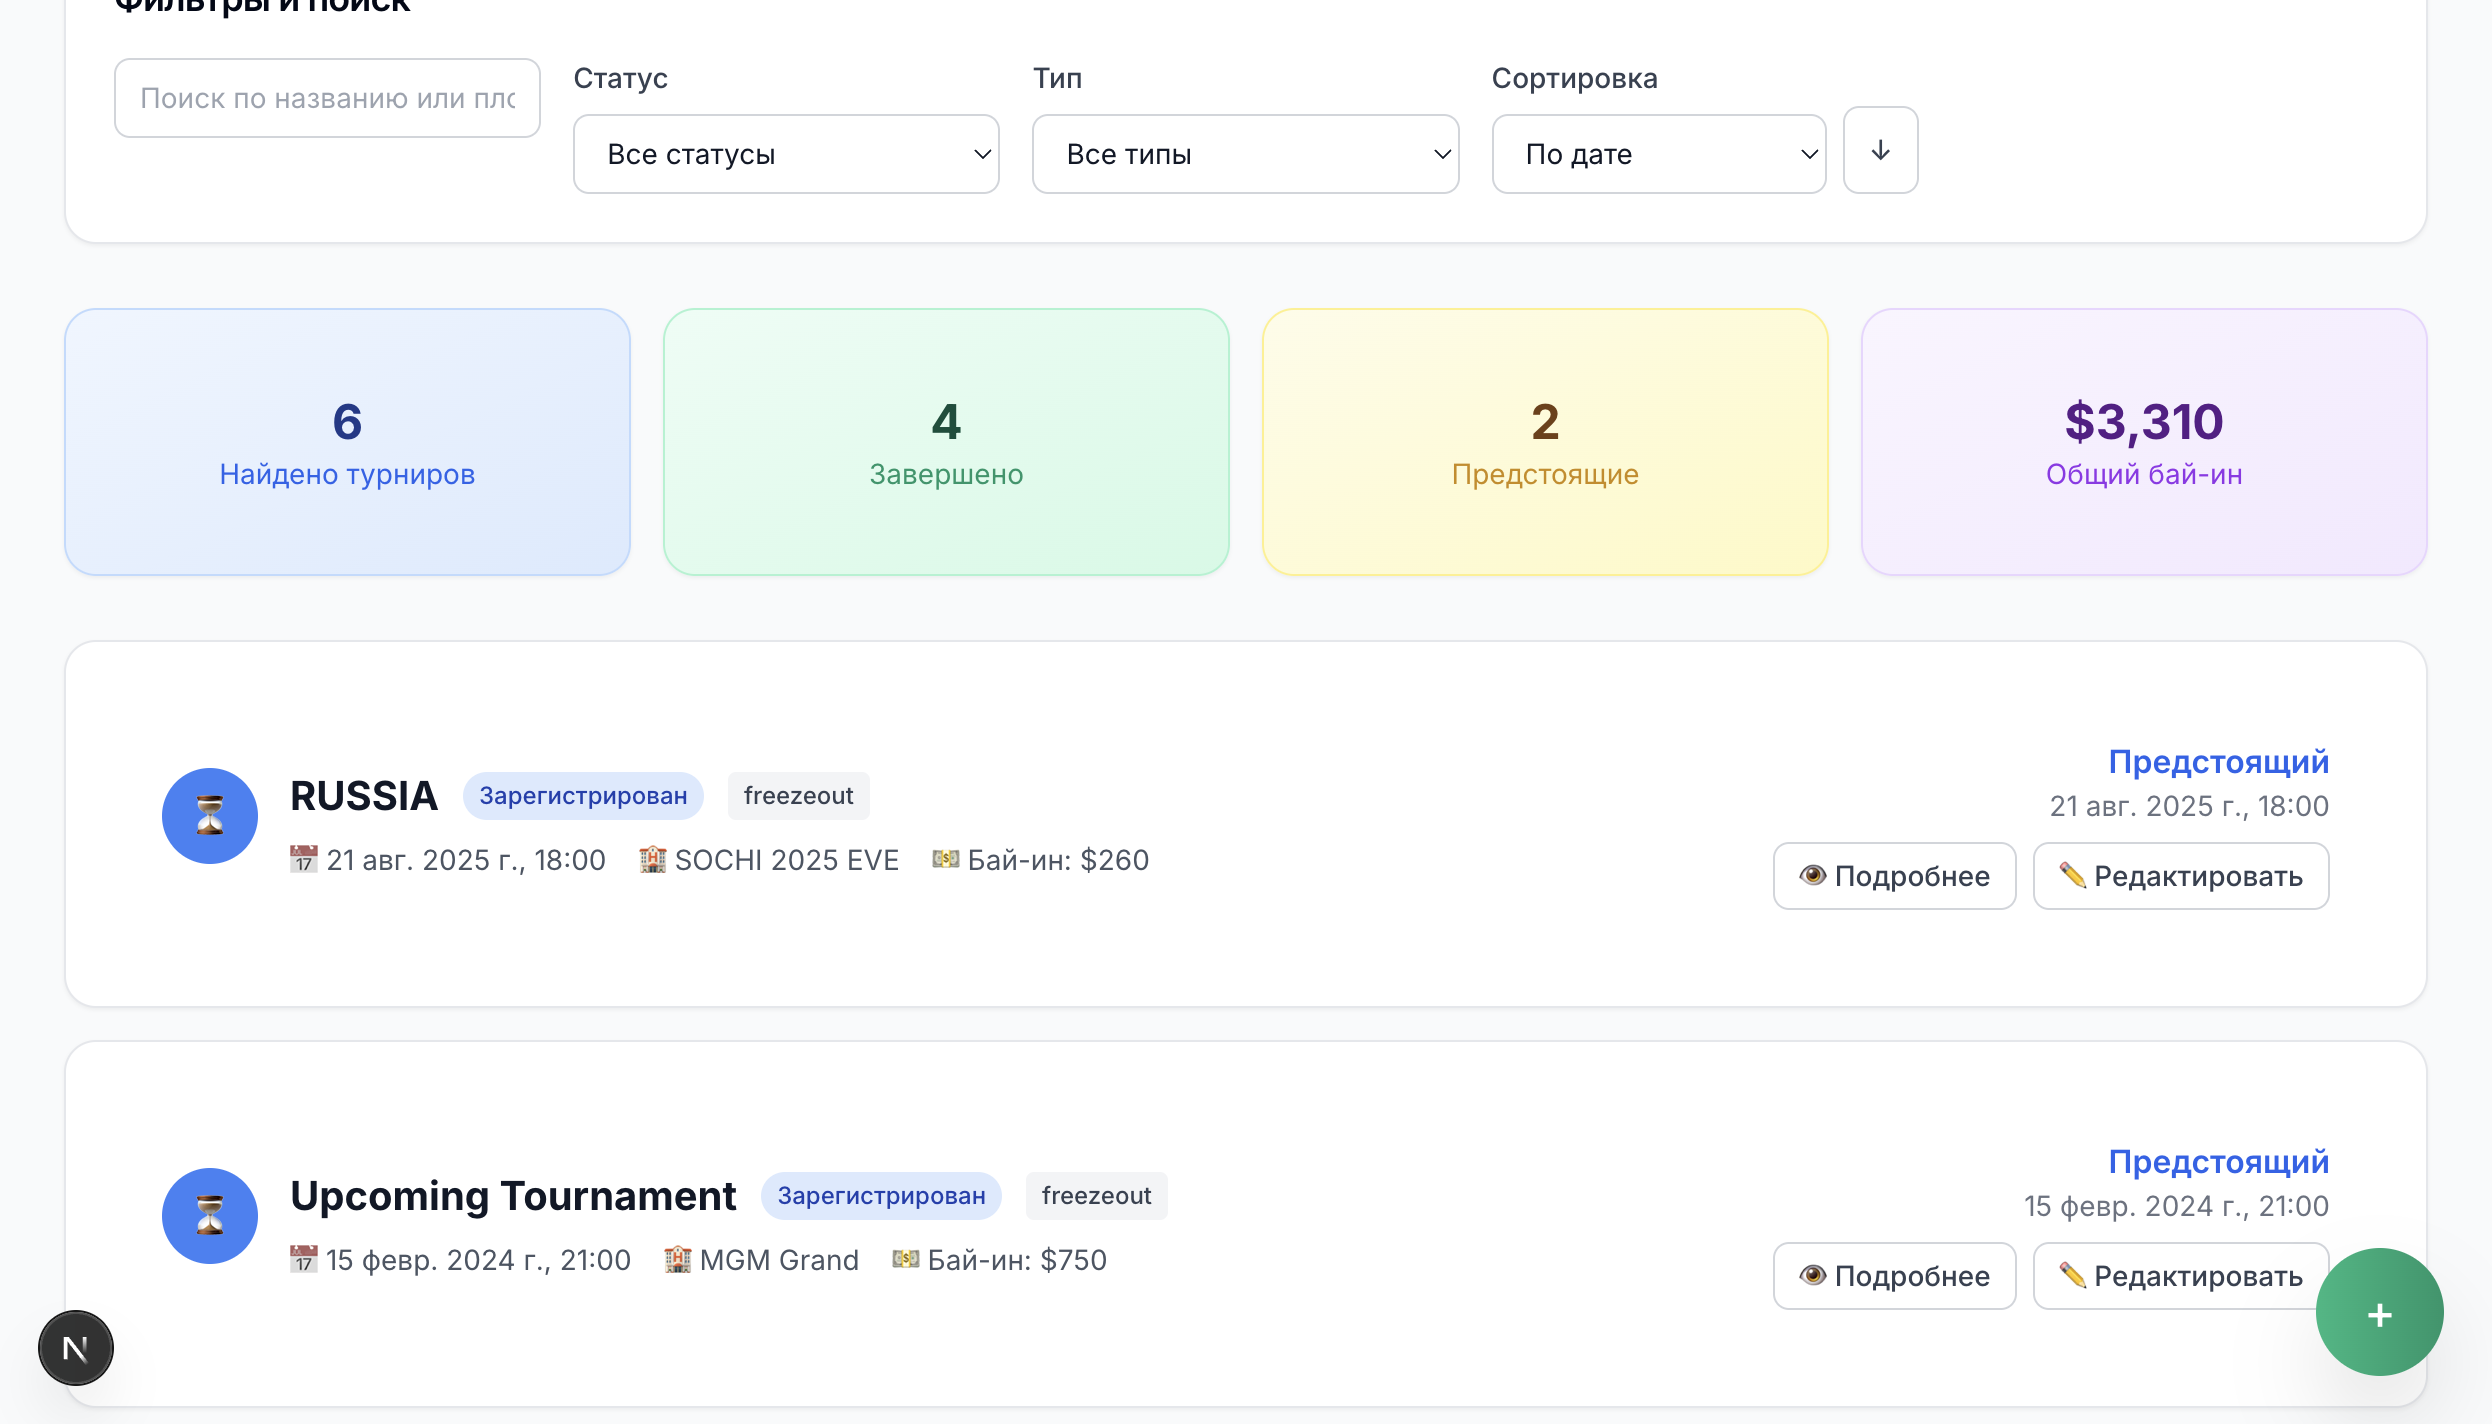 Фильтры и поиск
Поиск по названию или пло
Статус
Все статусы
Тип
Все типы
Сортировка
По дате
↓
6
Найдено турниров
4
Завершено
2
Предстоящие
$3,310
Общий бай-ин
RUSSIA Зарегистрирован freezeout
17 21 авг. 2025 г., 18:00 SOCHI 2025 EVE Бай-ин: $260
Предстоящий
21 авг. 2025 г., 18:00
Подробнее Редактировать
Upcoming Tournament Зарегистрирован freezeout
17 15 февр. 2024 г., 21:00 MGM Grand Бай-ин: $750
Предстоящий
15 февр. 2024 г., 21:00
Подробнее Редактировать
N
+